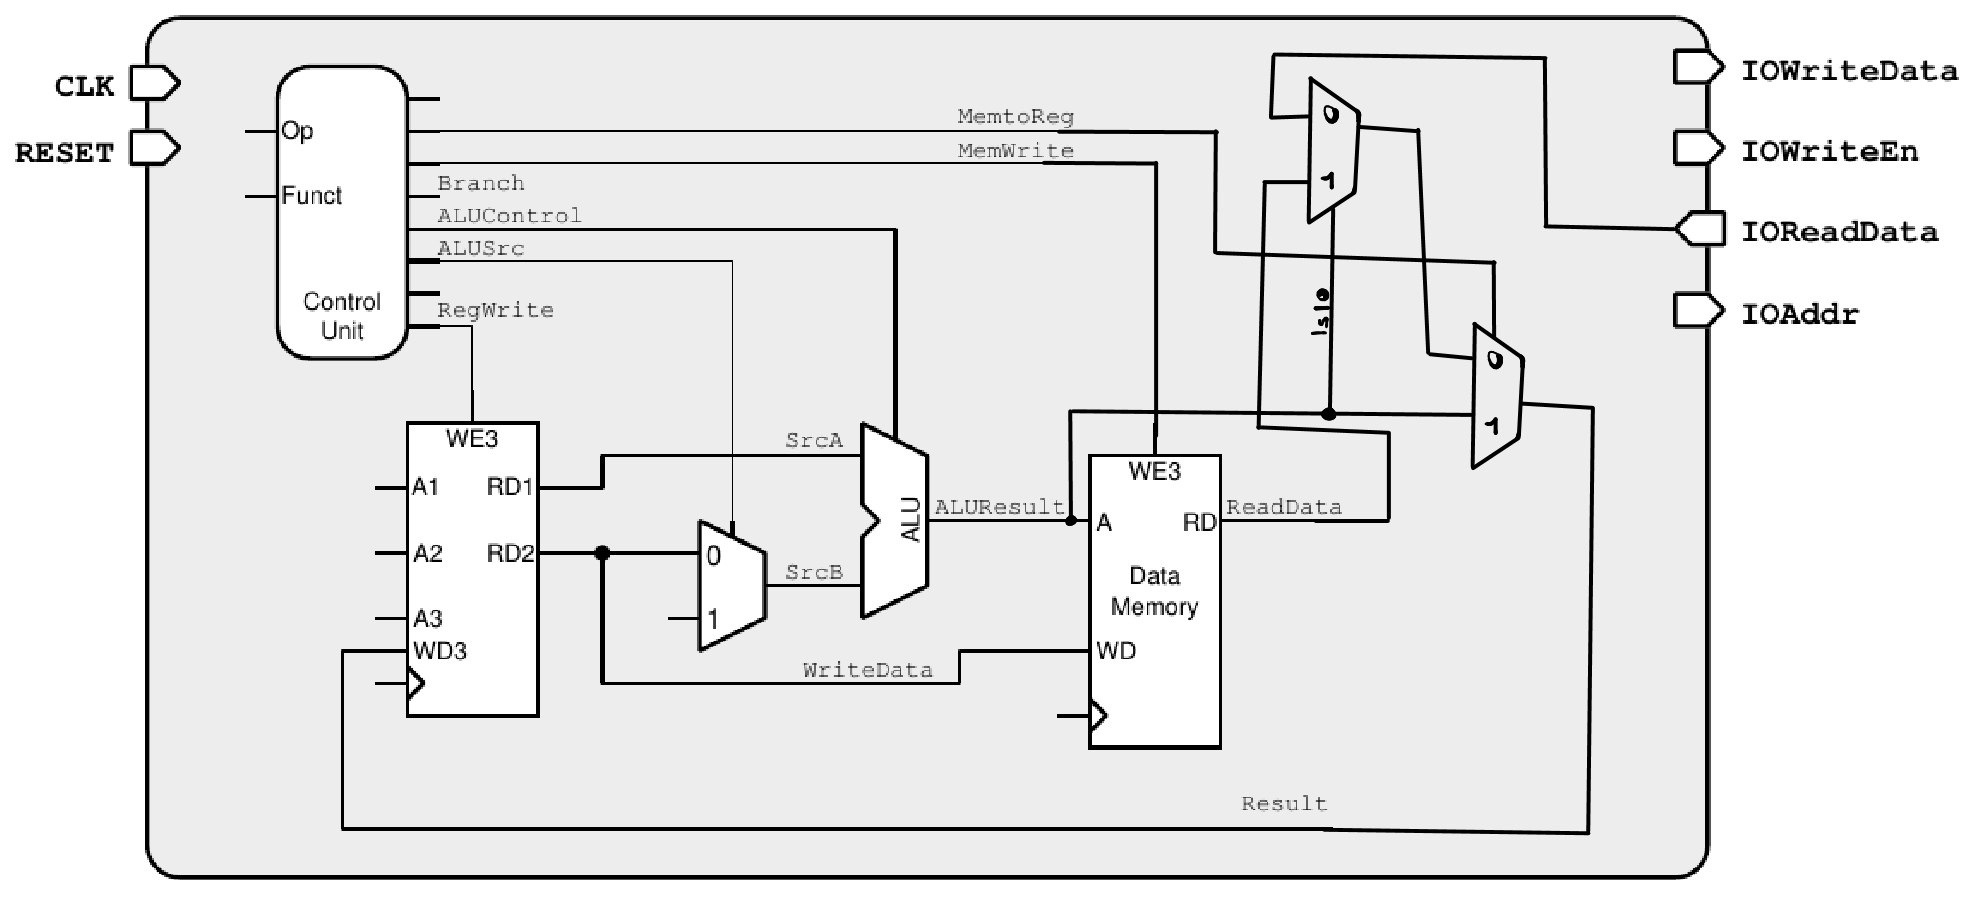 CLK
RESET
Op
Funct
Control
Unit
MemtoReg
MemWrite
Branch
ALUControl
ALUSrc
RegWrite
WE3
A1
RD1
A2
RD2
A3
WD3
0
1
SrcA
SrcB
ALU
ALUResult
WriteData
WE3
A
RD
ReadData
Data
Memory
WD
Result
0
1
IsIO
0
1
IOWriteData
IOWriteEn
IOReadData
IOAddr